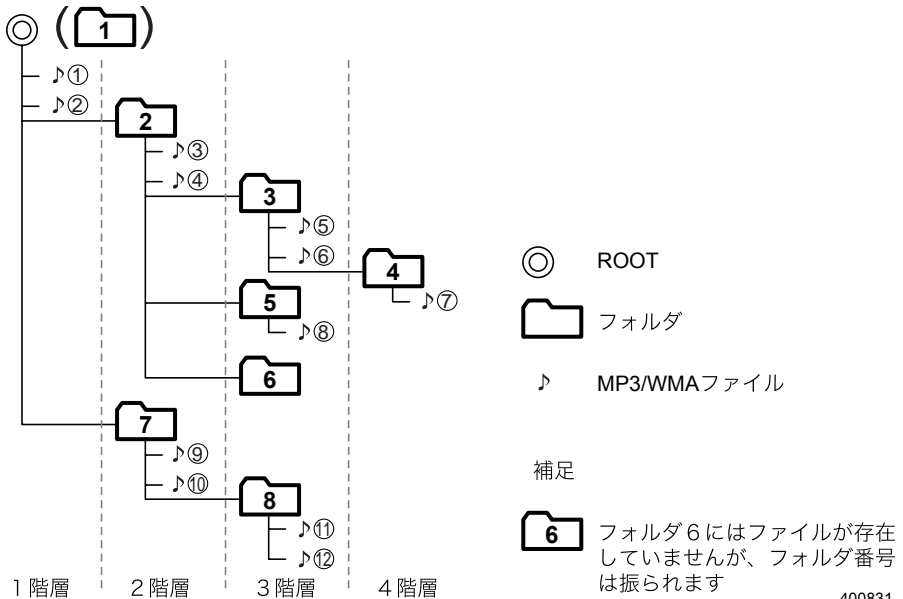 (1)
♪①
♪②
2
♪③
♪④
3
♪⑤
♪⑥
4
♪⑦
5
♪⑧
6
7
♪⑨
♪⑩
8
♪⑪
♪⑫
1階層 2階層 3階層 4階層
ROOT
フォルダ
♪ MP3/WMAファイル
補足
6 フォルダ6にはファイルが存在
していませんが、フォルダ番号
は振られます
400831